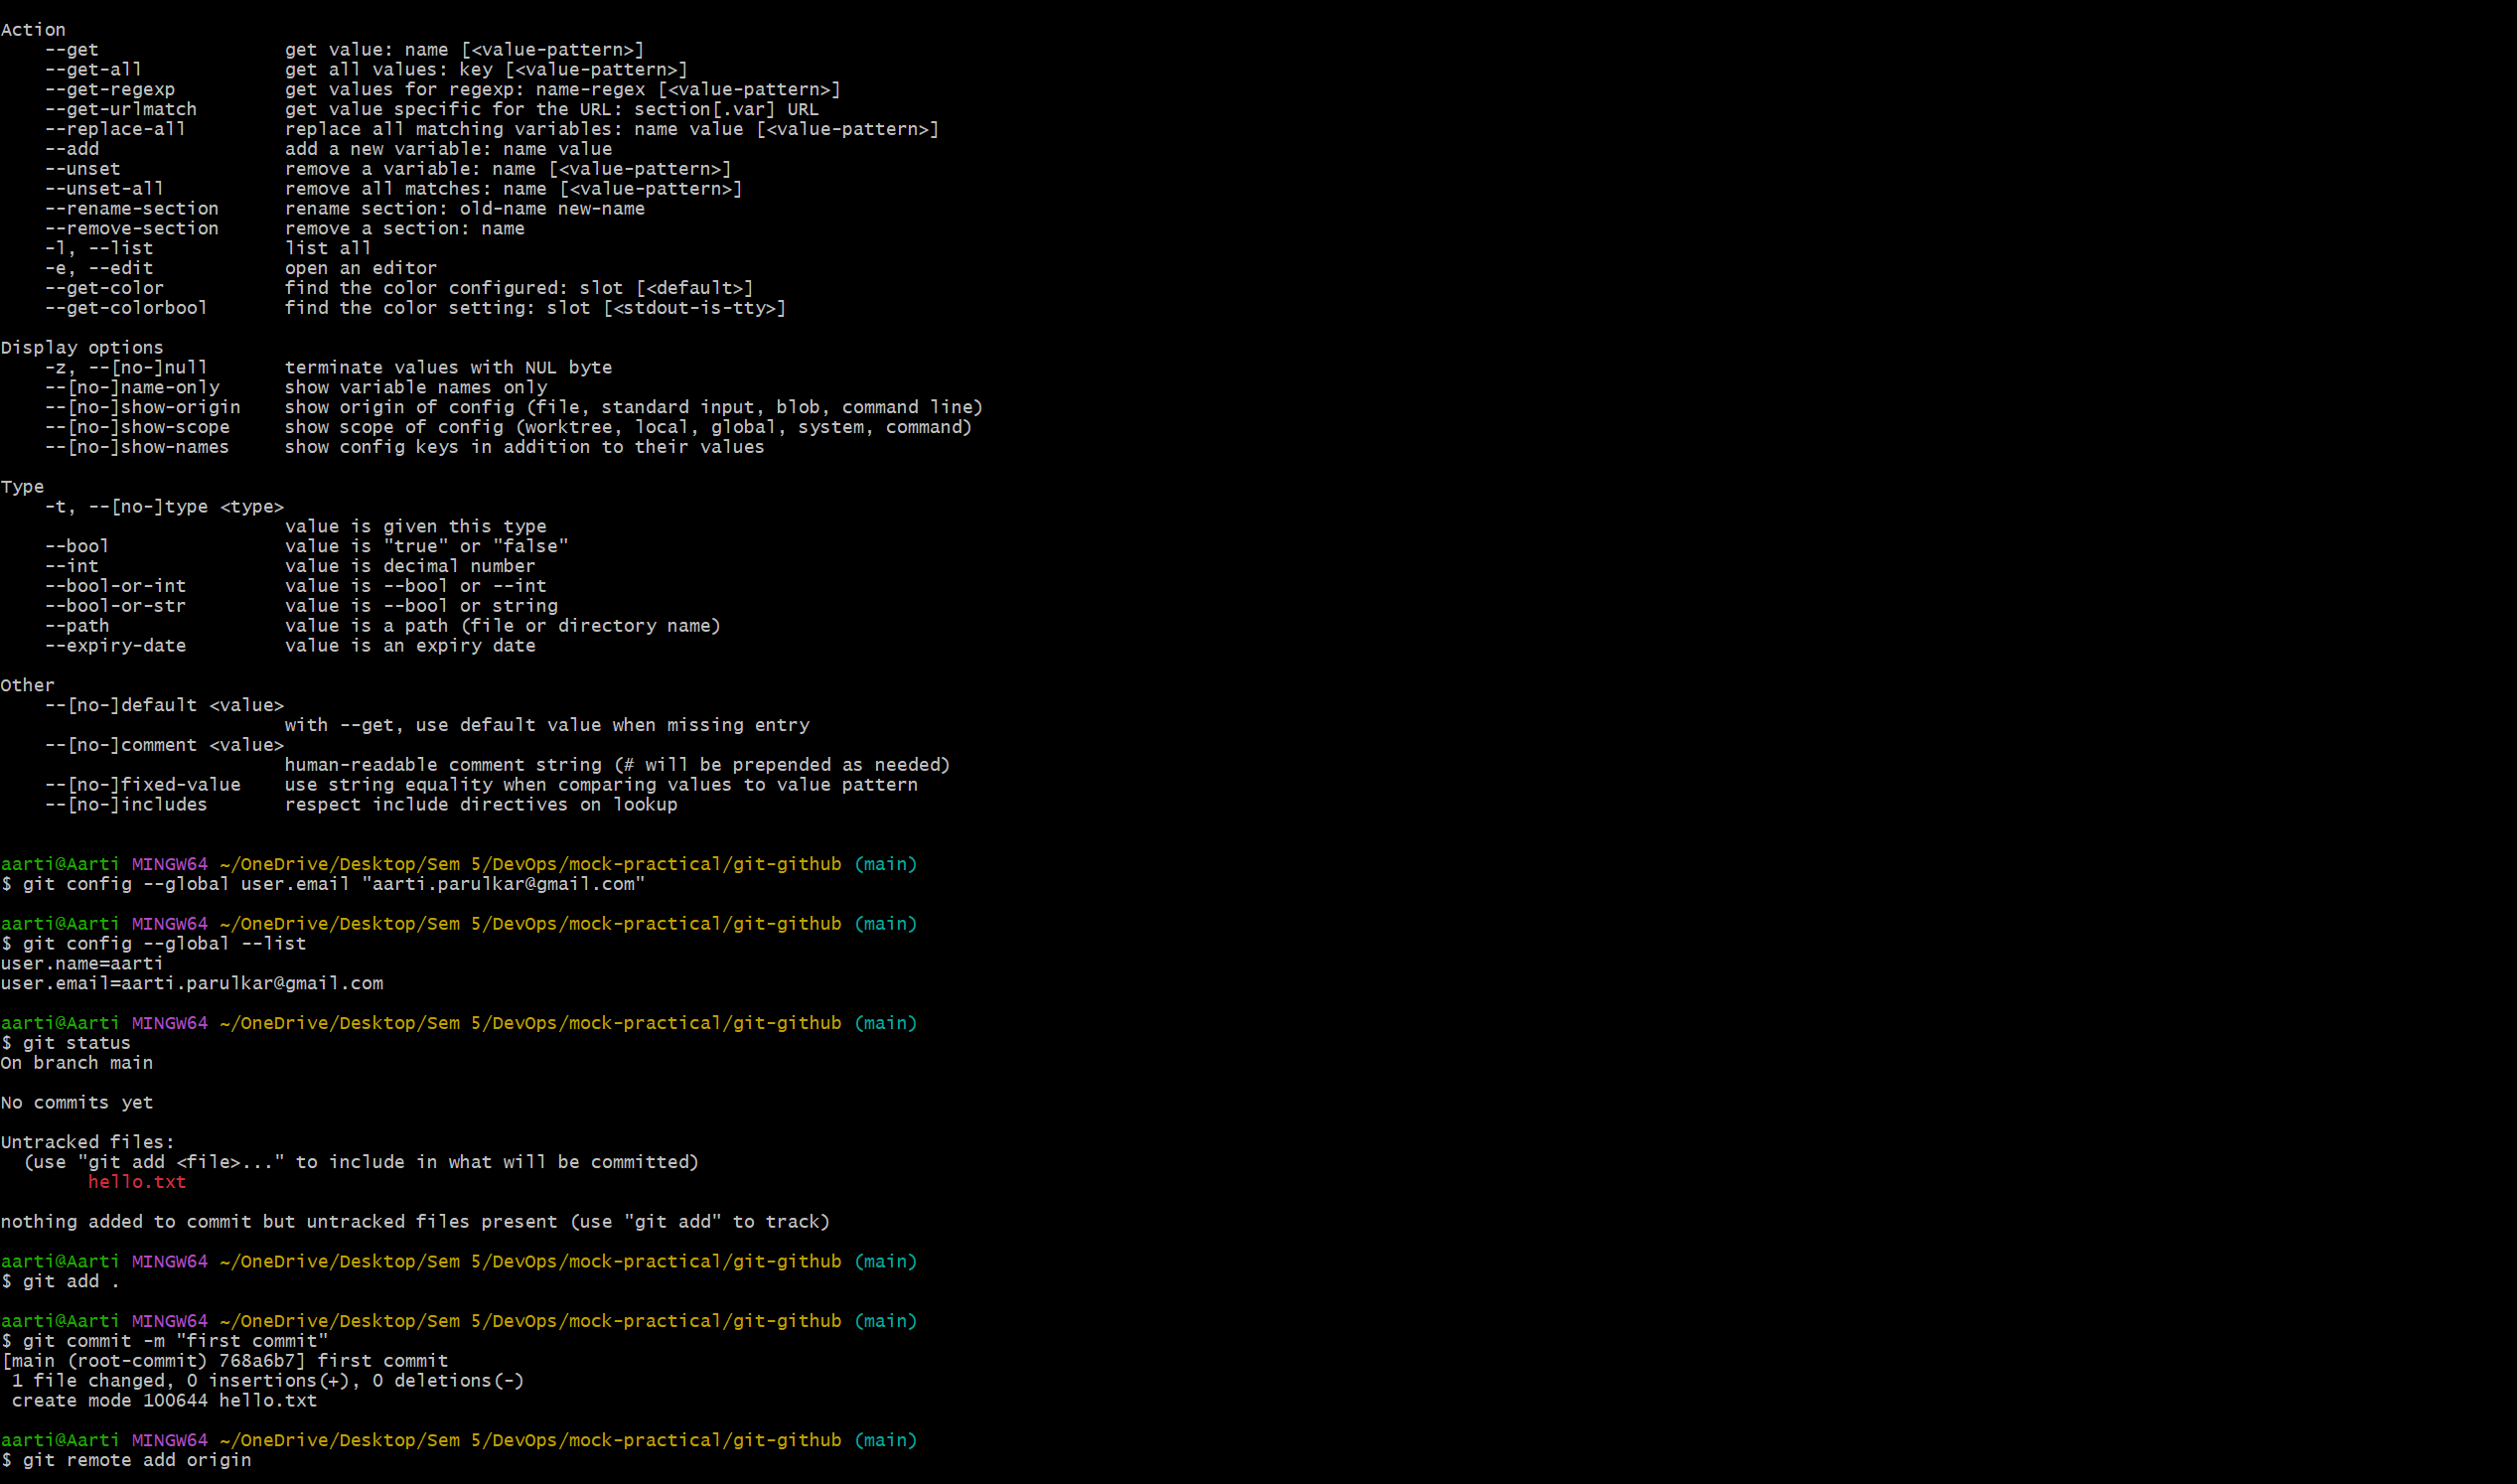 Action
    --get                 get value: name [<value-pattern>]
    --get-all             get all values: key [<value-pattern>]
    --get-regexp          get values for regexp: name-regex [<value-pattern>]
    --get-urlmatch        get value specific for the URL: section[.var] URL
    --replace-all         replace all matching variables: name value [<value-pattern>]
    --add                 add a new variable: name value
    --unset               remove a variable: name [<value-pattern>]
    --unset-all           remove all matches: name [<value-pattern>]
    --rename-section      rename section: old-name new-name
    --remove-section      remove a section: name
    -l, --list            list all
    -e, --edit            open an editor
    --get-color           find the color configured: slot [<default>]
    --get-colorbool       find the color setting: slot [<stdout-is-tty>]

Display options
    -z, --[no-]null       terminate values with NUL byte
    --[no-]name-only      show variable names only
    --[no-]show-origin    show origin of config (file, standard input, blob, command line)
    --[no-]show-scope     show scope of config (worktree, local, global, system, command)
    --[no-]show-names     show config keys in addition to their values

Type
    -t, --[no-]type <type>
                          value is given this type
    --bool                value is "true" or "false"
    --int                 value is decimal number
    --bool-or-int         value is --bool or --int
    --bool-or-str         value is --bool or string
    --path                value is a path (file or directory name)
    --expiry-date         value is an expiry date

Other
    --[no-]default <value>
                          with --get, use default value when missing entry
    --[no-]comment <value>
                          human-readable comment string (# will be prepended as needed)
    --[no-]fixed-value    use string equality when comparing values to value pattern
    --[no-]includes       respect include directives on lookup

aarti@Aarti MINGW64 ~/OneDrive/Desktop/Sem 5/DevOps/mock-practical/git-github (main)
$ git config --global user.email "aarti.parulkar@gmail.com"

aarti@Aarti MINGW64 ~/OneDrive/Desktop/Sem 5/DevOps/mock-practical/git-github (main)
$ git config --global --list
user.name=aarti
user.email=aarti.parulkar@gmail.com

aarti@Aarti MINGW64 ~/OneDrive/Desktop/Sem 5/DevOps/mock-practical/git-github (main)
$ git status
On branch main

No commits yet

Untracked files:
  (use "git add <file>..." to include in what will be committed)
        hello.txt

nothing added to commit but untracked files present (use "git add" to track)

aarti@Aarti MINGW64 ~/OneDrive/Desktop/Sem 5/DevOps/mock-practical/git-github (main)
$ git add .

aarti@Aarti MINGW64 ~/OneDrive/Desktop/Sem 5/DevOps/mock-practical/git-github (main)
$ git commit -m "first commit"
[main (root-commit) 768a6b7] first commit
 1 file changed, 0 insertions(+), 0 deletions(-)
 create mode 100644 hello.txt

aarti@Aarti MINGW64 ~/OneDrive/Desktop/Sem 5/DevOps/mock-practical/git-github (main)
$ git remote add origin